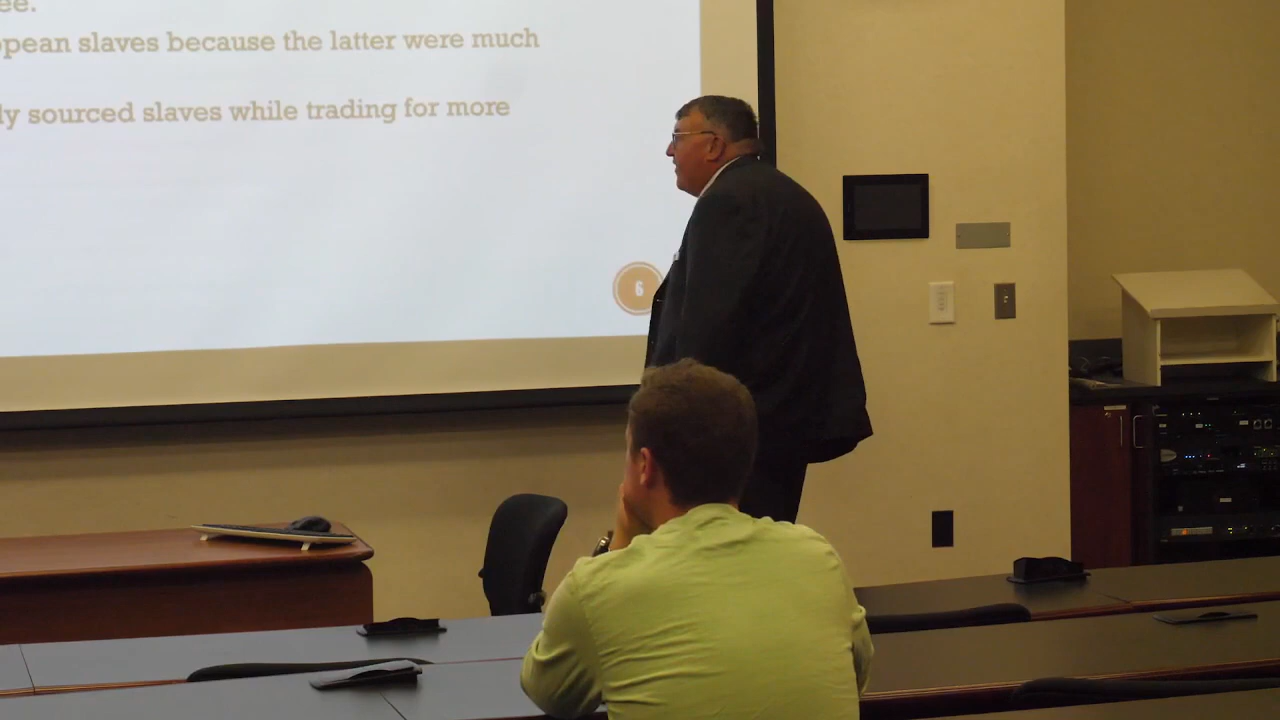 ee.
opean slaves because the latter were much
ly sourced slaves while trading for more
6